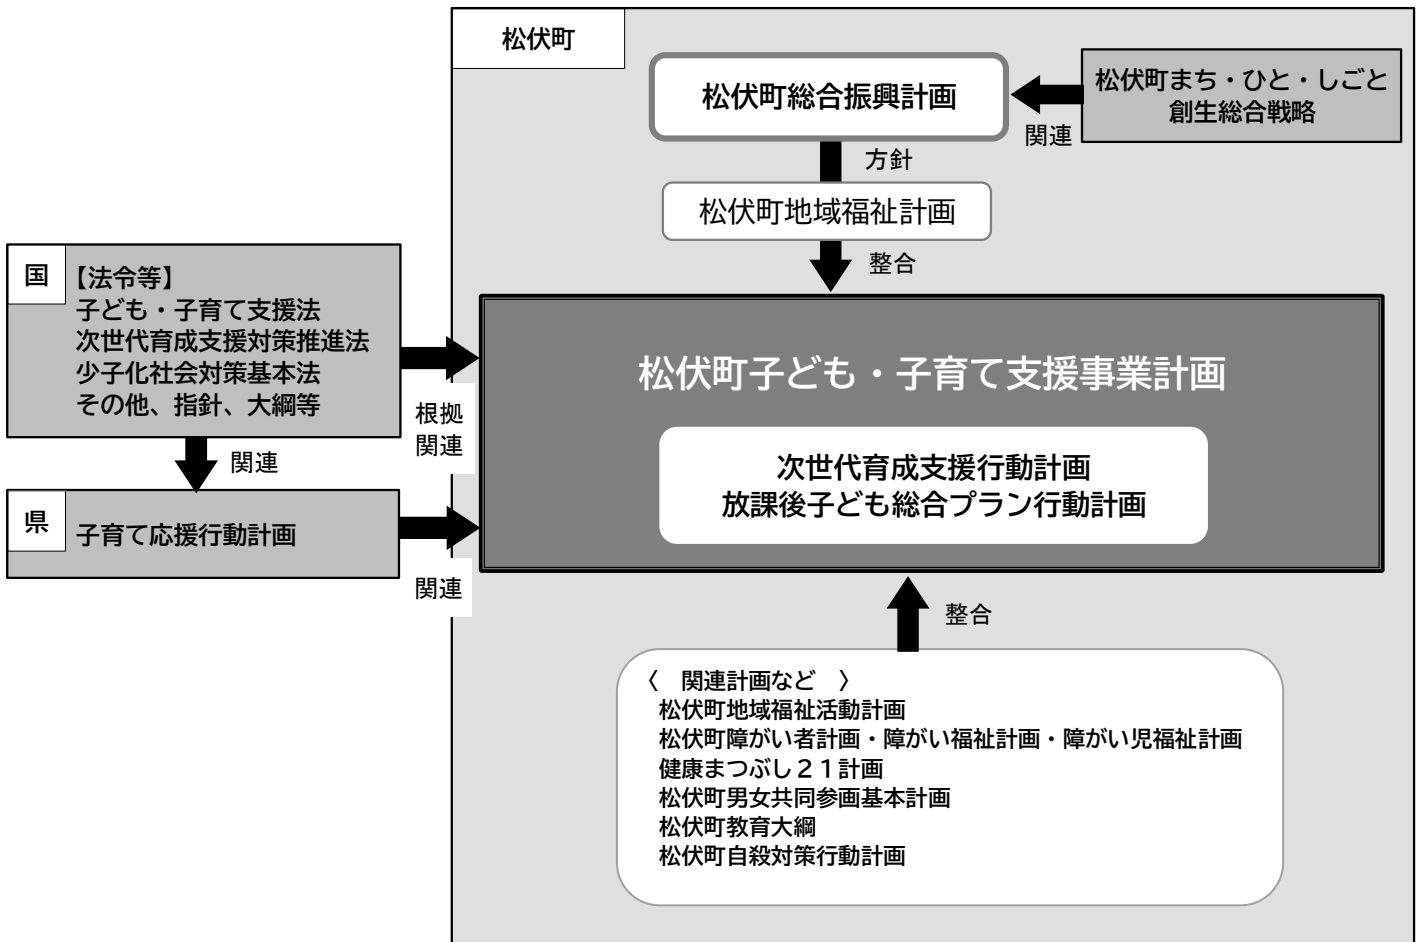 松伏町
松伏町総合振興計画
松伏町まち・ひと・しごと
創生総合戦略
関連
方針
松伏町地域福祉計画
整合
国
【法令等】
子ども・子育て支援法
次世代育成支援対策推進法
少子化社会対策基本法
その他、指針、大綱等
根拠
関連
関連
県
子育て応援行動計画
関連
松伏町子ども・子育て支援事業計画
次世代育成支援行動計画
放課後子ども総合プラン行動計画
整合
〈　関連計画など　〉
松伏町地域福祉活動計画
松伏町障がい者計画・障がい福祉計画・障がい児福祉計画
健康まつぶし２１計画
松伏町男女共同参画基本計画
松伏町教育大綱
松伏町自殺対策行動計画